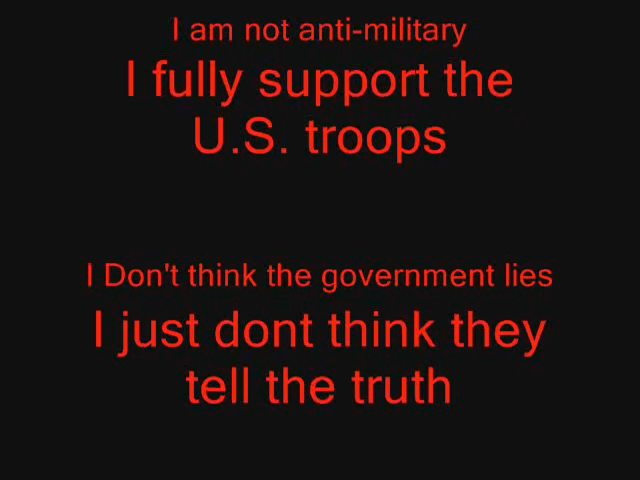 I am not anti-military
I fully support the
U.S. troops
I Don't think the government lies
I just dont think they
tell the truth